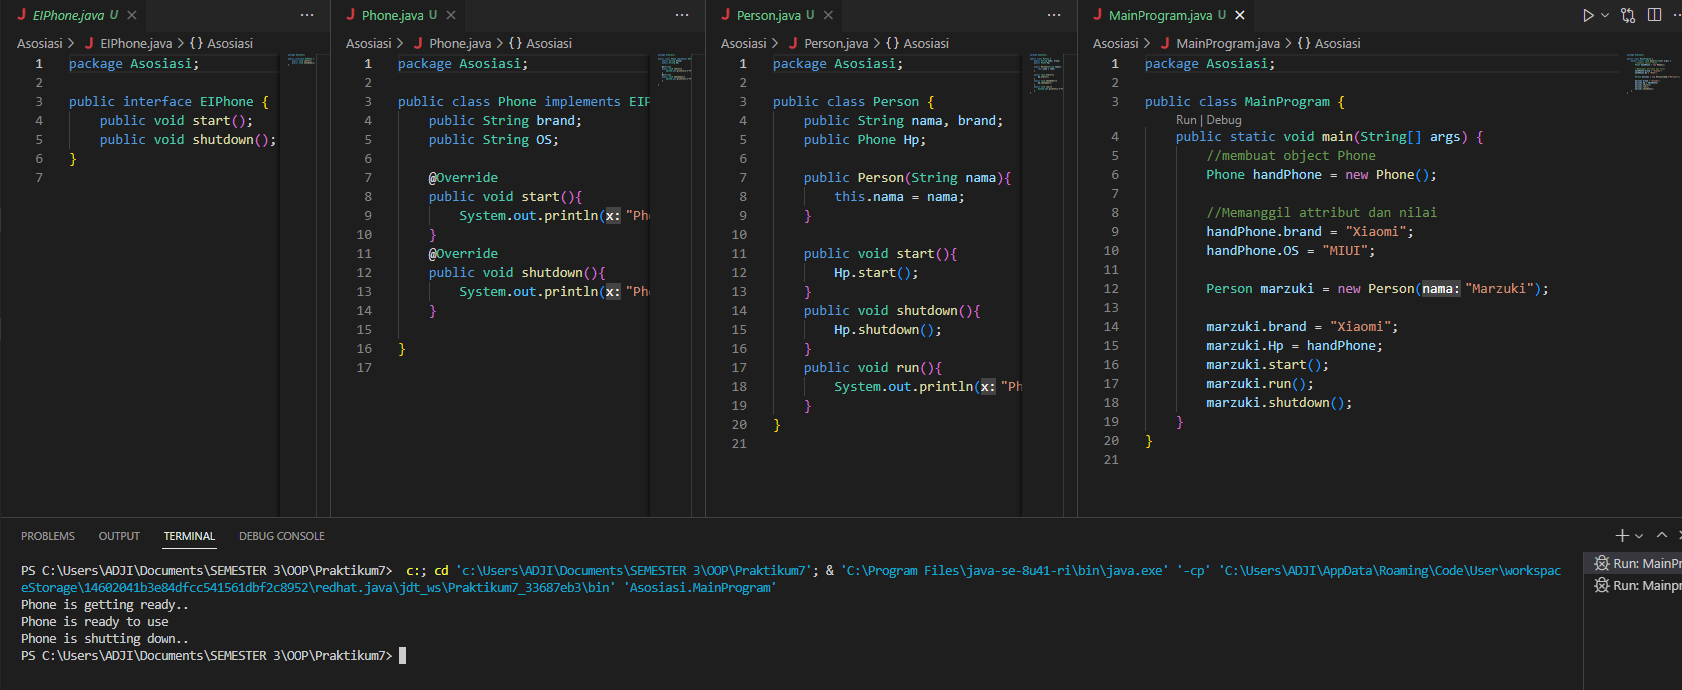 EIPhone.java U
Asosiasi > EIPhone.java > {} Asosiasi
1 package Asosiasi;
2
3 public interface EIPhone {
4 public void start();
5 public void shutdown();
6 }
7
Phone.java U
Asosiasi > Phone.java > {} Asosiasi
1 package Asosiasi;
2
3 public class Phone implements EIP
4 public String brand;
5 public String OS;
6
7 @Override
8 public void start(){
9 System.out.println(x: "Pho
10 }
11 @Override
12 public void shutdown(){
13 System.out.println(x: "Pho
14 }
15
16 }
17
Person.java U
Asosiasi > Person.java > {} Asosiasi
1 package Asosiasi;
2
3 public class Person {
4 public String nama, brand;
5 public Phone Hp;
6
7 public Person(String nama){
8 this.nama = nama;
9 }
10
11 public void start(){
12 Hp.start();
13 }
14 public void shutdown(){
15 Hp.shutdown();
16 }
17 public void run(){
18 System.out.println(x: "Ph
19 }
20 }
21
MainProgram.java U
Asosiasi > MainProgram.java > {} Asosiasi
1 package Asosiasi;
2
3 public class MainProgram {
Run | Debug
4 public static void main(String[] args) {
5 //membuat object Phone
6 Phone handPhone = new Phone();
7
8 //Memanggil attribut dan nilai
9 handPhone.brand = "Xiaomi";
10 handPhone.OS = "MIUI";
11
12 Person marzuki = new Person(nama: "Marzuki");
13
14 marzuki.brand = "Xiaomi";
15 marzuki.Hp = handPhone;
16 marzuki.start();
17 marzuki.run();
18 marzuki.shutdown();
19 }
20 }
21
PROBLEMS OUTPUT TERMINAL DEBUG CONSOLE
PS C:\Users\ADJI\Documents\SEMESTER 3\OOP\Praktikum7> c:; cd 'c:\Users\ADJI\Documents\SEMESTER 3\OOP\Praktikum7'; & 'C:\Program Files\java-se-8u41-ri\bin\java.exe' '-cp' 'C:\Users\ADJI\AppData\Roaming\Code\User\workspac
eStorage\14602041b3e84dfcc541561dbf2c8952\redhat.java\jdt_ws\Praktikum7_33687eb3\bin' 'Asosiasi.MainProgram'
Phone is getting ready..
Phone is ready to use
Phone is shutting down..
PS C:\Users\ADJI\Documents\SEMESTER 3\OOP\Praktikum7>
Run: MainPr
Run: Mainpr